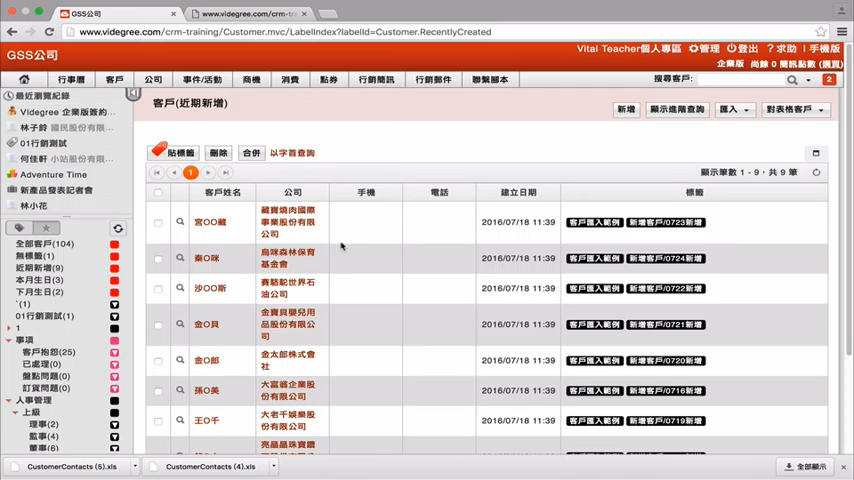 GSS公司
www.videgree.com/crm-tr
www.videgree.com/crm-training/Customer.mvc/LabelIndex?labelId=Customer.RecentlyCreated
GSS公司
Vital Teacher個人專區 管理 登出 ?求助 | 手機版
企業版 尚餘 0 簡訊點數 (購買)
行事曆 客戶 公司 事件/活動 商機 消費 點券 行銷簡訊 行銷郵件 聯繫腳本 搜尋客戶: 2
最近瀏覽紀錄
Videgree 企業版簽約...
林子鈴 國民股份有限...
01行銷測試
何佳軒 小站股份有限...
Adventure Time
新產品發表記者會
林小花
全部客戶(104)
無標籤(1)
近期新增(9)
本月生日(3)
下月生日(2)
`(1)
01行銷測試(1)
1
事項
客戶抱怨(25)
已處理(0)
盤點問題(0)
訂貨問題(0)
人事管理
上級
理事(4)
監事(4)
董事(6)
客戶(近期新增)
新增 顯示進階查詢 匯入 對表格客戶
貼標籤 刪除 合併 以字首查詢
1 顯示筆數 1 - 9，共 9 筆
客戶姓名 公司 手機 電話 建立日期 標籤
宮OO藏 藏寶燒肉國際事業股份有限公司 2016/07/18 11:39 客戶匯入範例 新增客戶/0723新增
秦O咪 烏咪森林保育基金會 2016/07/18 11:39 客戶匯入範例 新增客戶/0724新增
沙OO斯 賽駱駝世界石油公司 2016/07/18 11:39 客戶匯入範例 新增客戶/0722新增
金O貝 金寶貝嬰兒用品股份有限公司 2016/07/18 11:39 客戶匯入範例 新增客戶/0721新增
金O郎 金太郎株式會社 2016/07/18 11:39 客戶匯入範例 新增客戶/0720新增
孫O美 大富翁企業股份有限公司 2016/07/18 11:39 客戶匯入範例 新增客戶/0716新增
王O千 大老千娛樂股份有限公司 2016/07/18 11:39 客戶匯入範例 新增客戶/0719新增
亮晶晶珠寶鑽
CustomerContacts (5).xls
CustomerContacts (4).xls
全部顯示